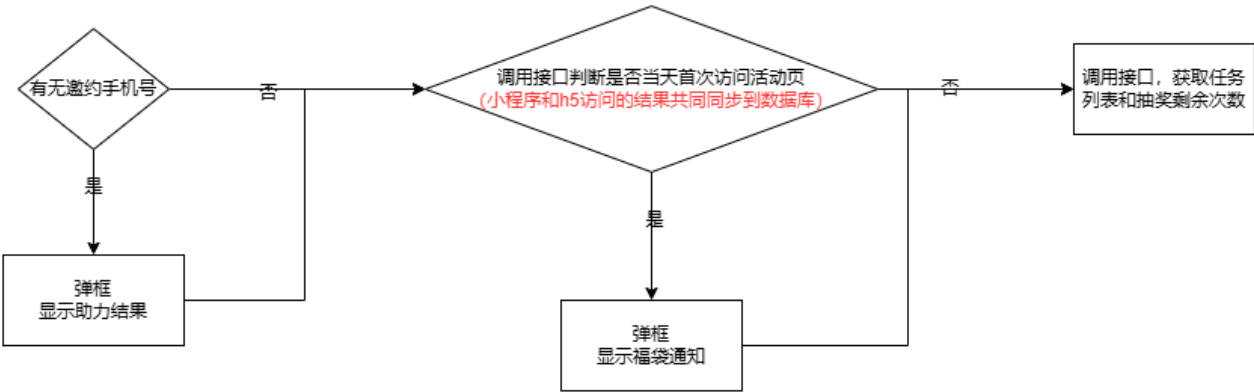 有无邀约手机号
否
是
弹框
显示助力结果
调用接口判断是否当天首次访问活动页
(小程序和h5访问的结果共同同步到数据库)
否
是
弹框
显示福袋通知
调用接口，获取任务
列表和抽奖剩余次数